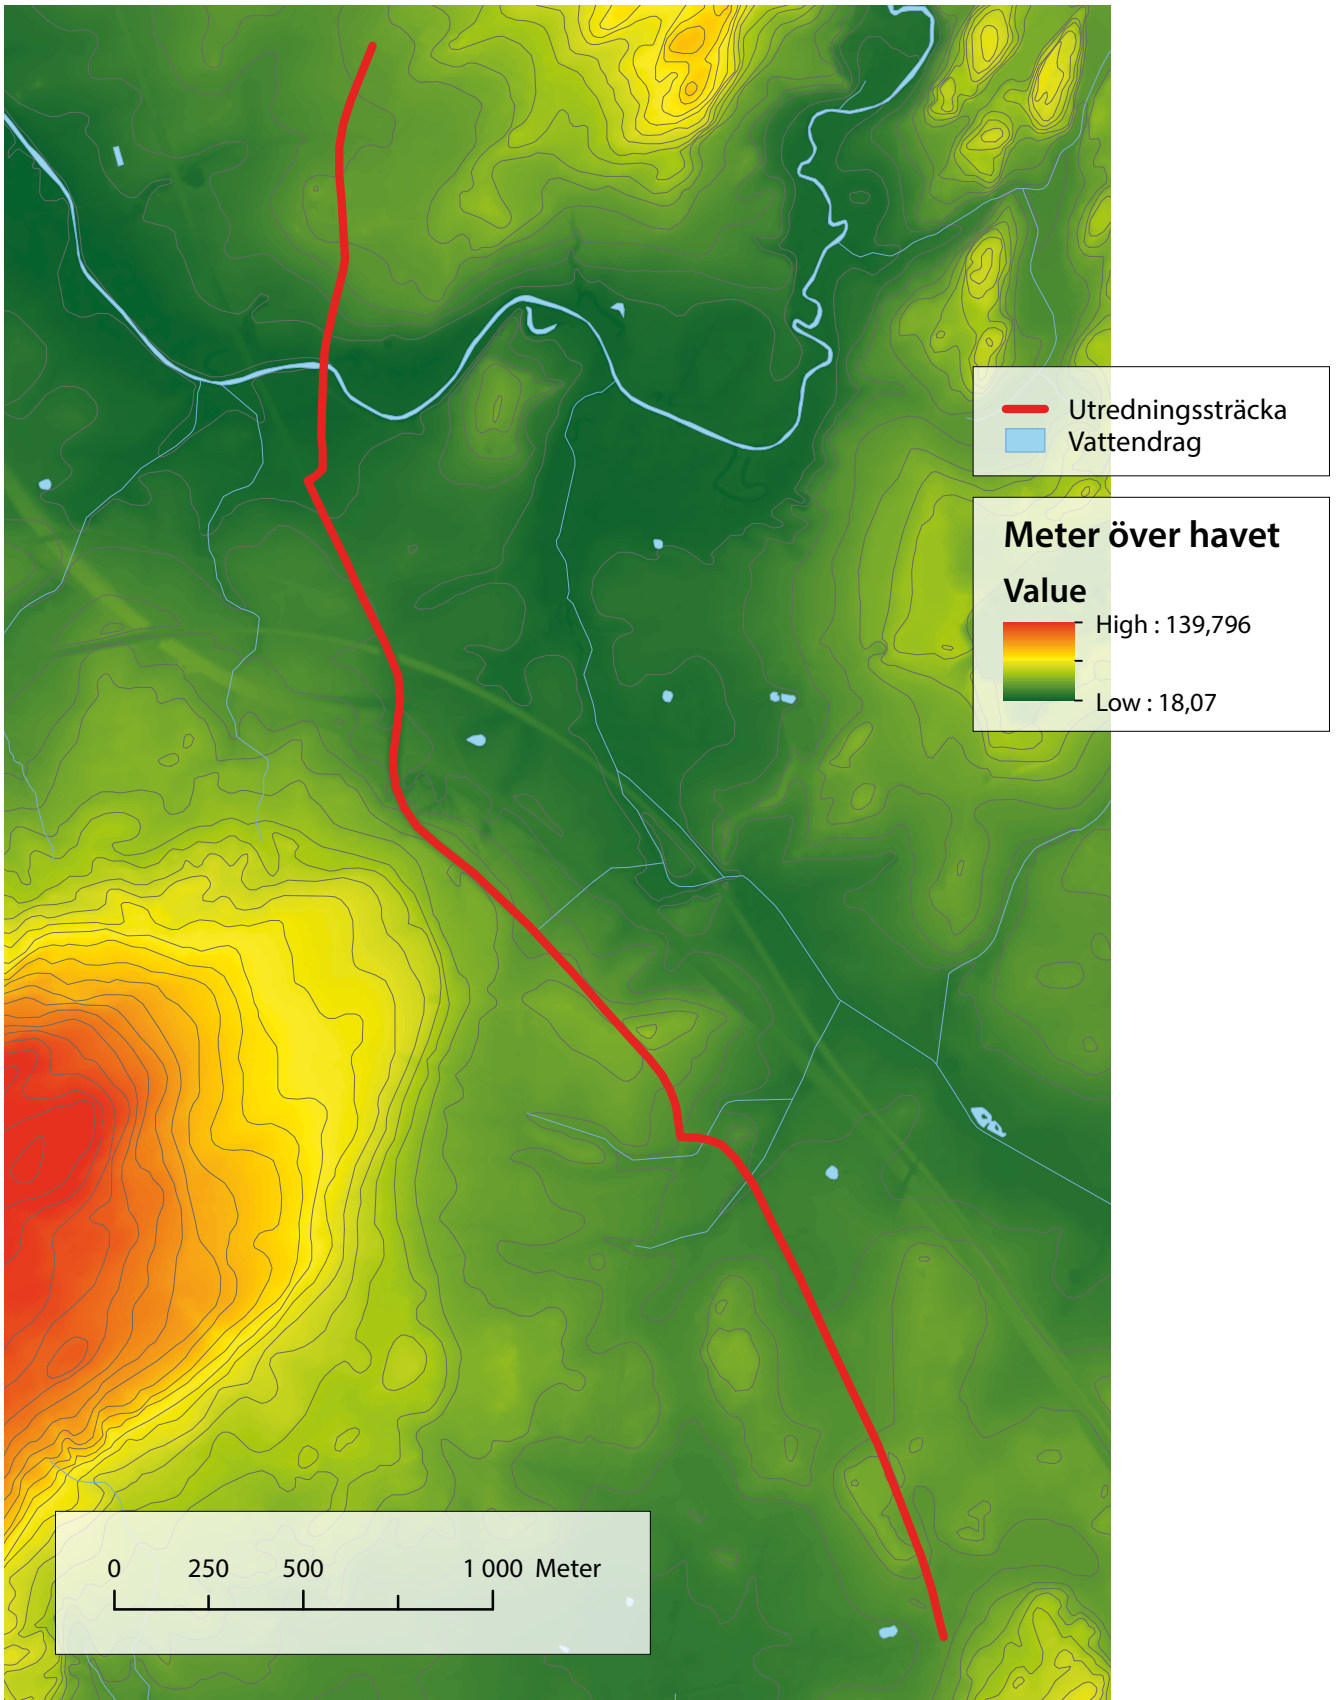 Utredningssträcka
Vattendrag
Meter över havet
Value
High : 139,796
Low : 18,07
0 250 500 1 000 Meter